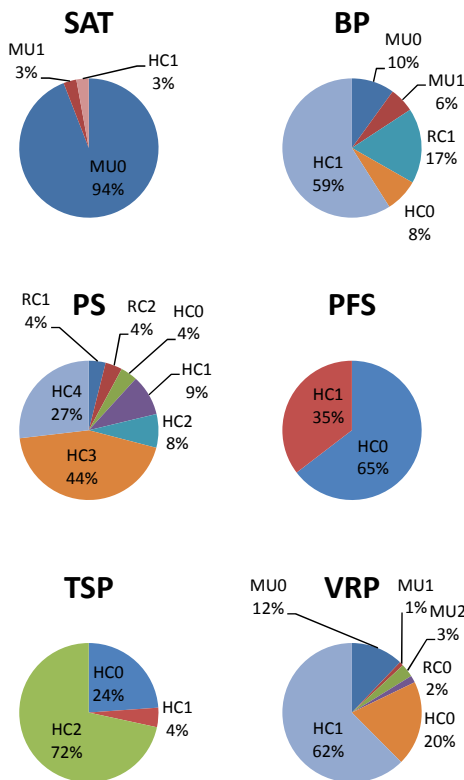 SAT
MU1
3%
HC1
3%
MU0
94%
BP
MU0
10%
MU1
6%
RC1
17%
HC0
8%
HC1
59%
PS
RC1
4%
RC2
4%
HC0
4%
HC1
9%
HC2
8%
HC3
44%
HC4
27%
PFS
HC1
35%
HC0
65%
TSP
HC0
24%
HC1
4%
HC2
72%
VRP
MU0
12%
MU1
1%
MU2
3%
RC0
2%
HC0
20%
HC1
62%